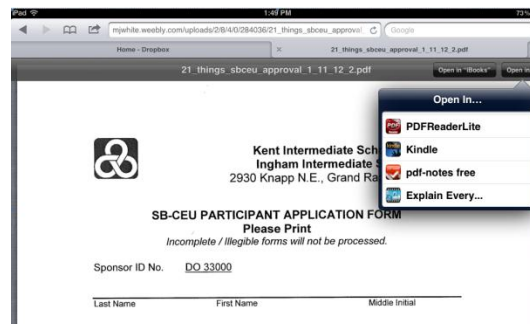 iPad 1:49 PM 73%
mjwhite.weebly.com/uploads/2/8/4/0/284036/21_things_sbceu_approval Google
Home - Dropbox 21_things_sbceu_approval_1_11_12_2.pdf
21_things_sbceu_approval_1_11_12_2.pdf Open in "iBooks" Open in
Open In...
PDFReaderLite
Kindle
pdf-notes free
Explain Every...
Kent Intermediate Sch
Ingham Intermediate S
2930 Knapp N.E., Grand Ra
SB-CEU PARTICIPANT APPLICATION FORM
Please Print
Incomplete / Illegible forms will not be processed.
Sponsor ID No. DO 33000
Last Name First Name Middle Initial